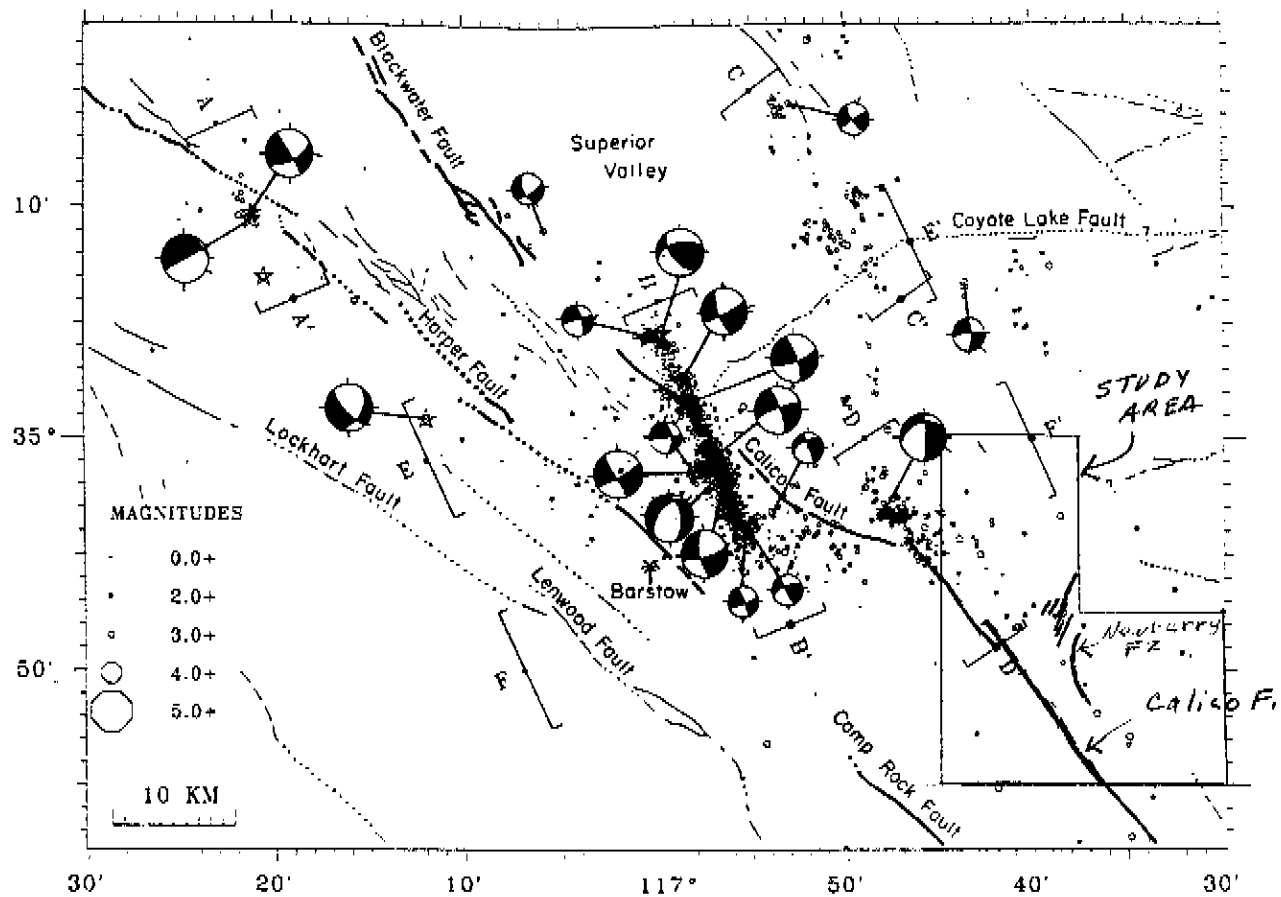 Blackwater Fault
Superior
Valley
C
A
10'
E'
Coyote Lake Fault
?
C'
A'
Harper Fault
STUDY
AREA
D'
F'
35°
Calico Fault
Lockhart Fault
E
MAGNITUDES
0.0+
2.0+
3.0+
4.0+
5.0+
Barstow
Lenwood Fault
B'
Newberry
FZ
50'
F
D
Calico F.
Camp Rock Fault
10 KM
30'
20'
10'
117°
50'
40'
30'